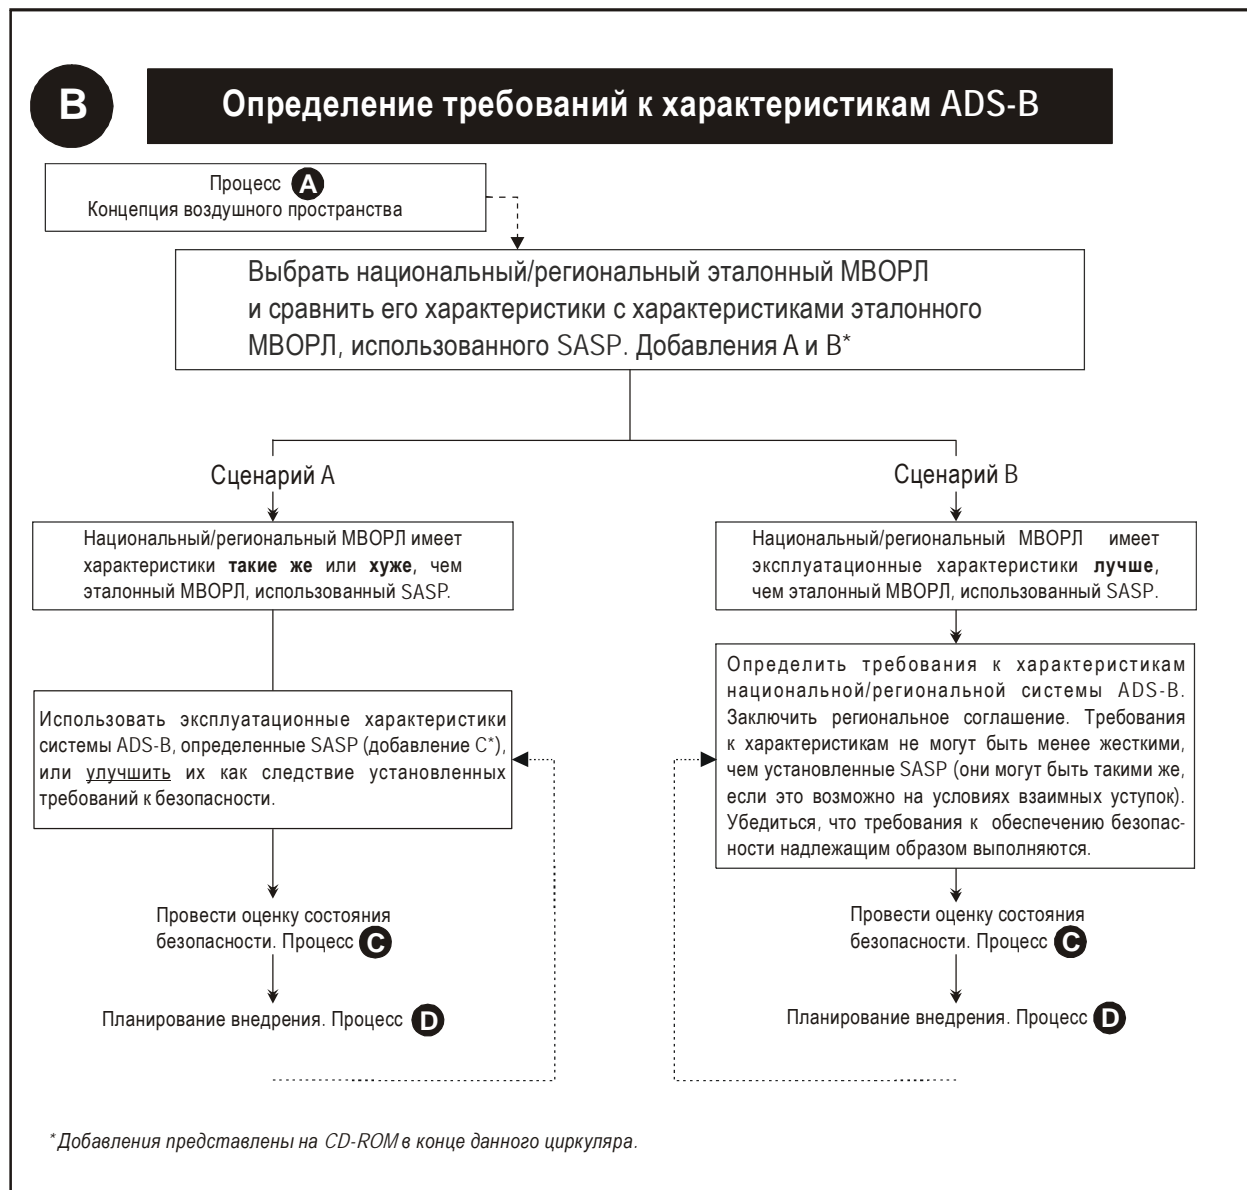 B
Определение требований к характеристикам ADS-B
Процесс A
Концепция воздушного пространства
Выбрать национальный/региональный эталонный МВОРЛ
и сравнить его характеристики с характеристиками эталонного
МВОРЛ, использованного SASP. Добавления A и B*
Сценарий A
Национальный/региональный МВОРЛ имеет
характеристики такие же или хуже, чем
эталонный МВОРЛ, использованный SASP.
Использовать эксплуатационные характеристики
системы ADS-B, определенные SASP (добавление C*),
или улучшить их как следствие установленных
требований к безопасности.
Провести оценку состояния
безопасности. Процесс C
Планирование внедрения. Процесс D
Сценарий B
Национальный/региональный МВОРЛ имеет
эксплуатационные характеристики лучше,
чем эталонный МВОРЛ, использованный SASP.
Определить требования к характеристикам
национальной/региональной системы ADS-B.
Заключить региональное соглашение. Требования
к характеристикам не могут быть менее жесткими,
чем установленные SASP (они могут быть такими же,
если это возможно на условиях взаимных уступок).
Убедиться, что требования к обеспечению безопас-
ности надлежащим образом выполняются.
Провести оценку состояния
безопасности. Процесс C
Планирование внедрения. Процесс D
*Добавления представлены на CD-ROM в конце данного циркуляра.